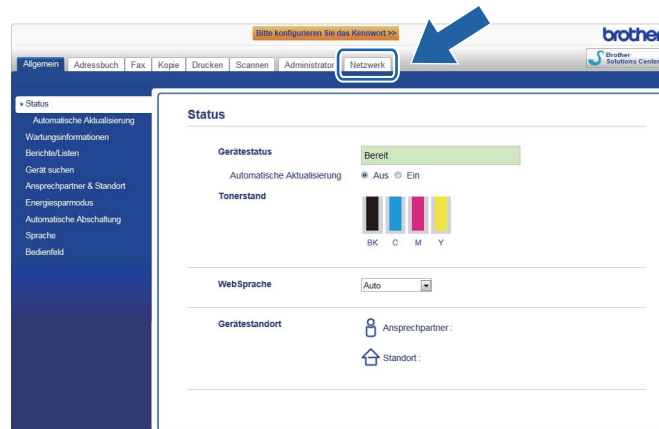 Bitte konfigurieren Sie das Kennwort >>
brother
Brother
Solutions Center
Allgemein Adressbuch Fax Kopie Drucken Scannen Administrator Netzwerk
Status
Automatische Aktualisierung
Wartungsinformationen
Berichte/Listen
Gerät suchen
Ansprechpartner & Standort
Energiesparmodus
Automatische Abschaltung
Sprache
Bedienfeld
Status
Gerätestatus Bereit
Automatische Aktualisierung Aus Ein
Tonerstand
BK C M Y
WebSprache Auto
Gerätestandort Ansprechpartner :
Standort :